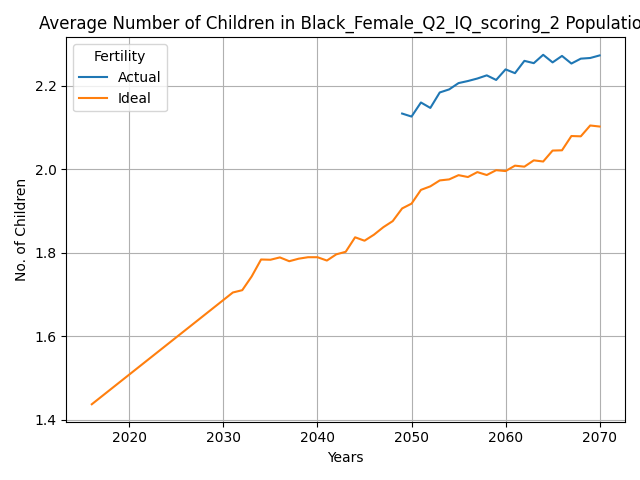 Average Number of Children in Black_Female_Q2_IQ_scoring_2 Populatio
Fertility
Actual
Ideal
No. of Children
2.2
2.0
1.8
1.6
1.4
2020 2030 2040 2050 2060 2070
Years